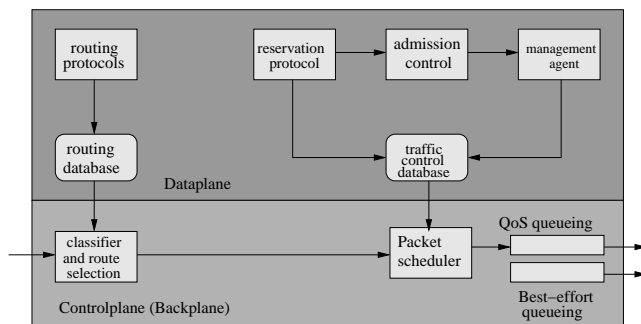 routing
protocols
reservation
protocol
admission
control
management
agent
routing
database
traffic
control
database
Dataplane
classifier
and route
selection
Packet
scheduler
QoS queueing
Best-effort
queueing
Controlplane (Backplane)